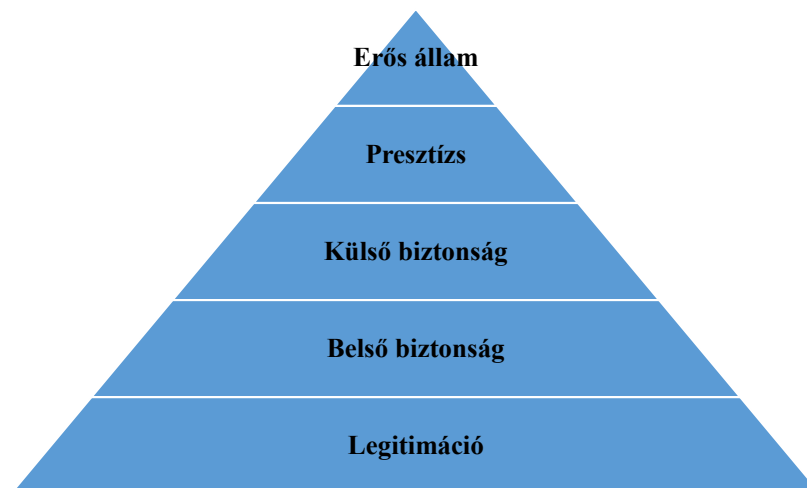 Erős állam
Presztízs
Külső biztonság
Belső biztonság
Legitimáció